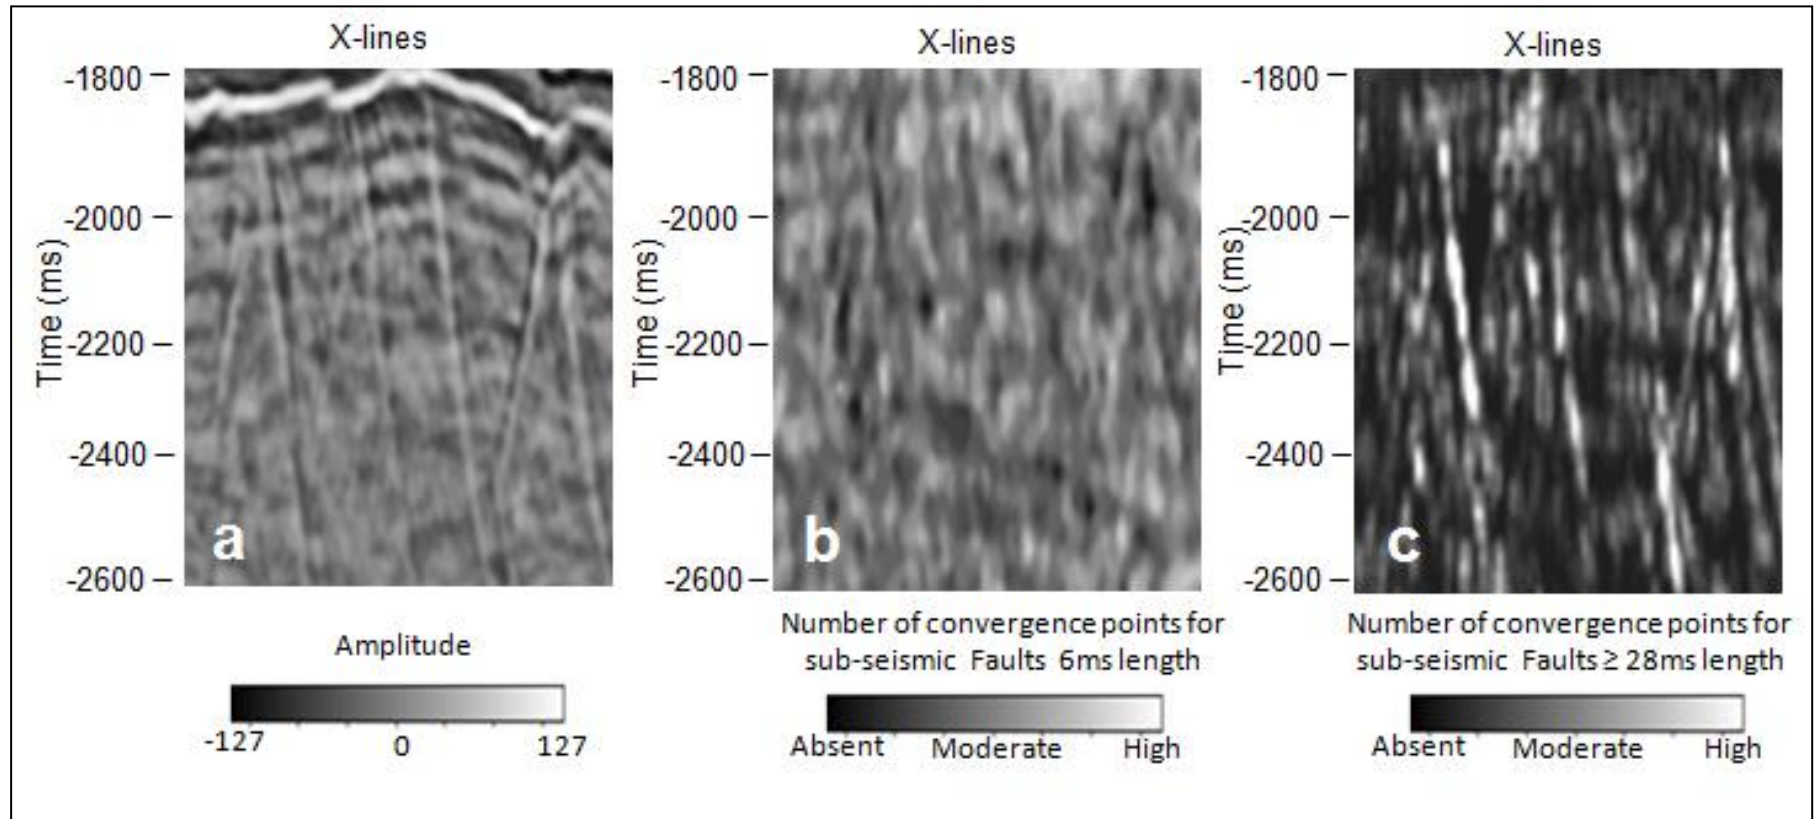 X-lines
-1800
-2000
-2200
-2400
-2600
Time (ms)
a
Amplitude
-127 0 127
X-lines
-1800
-2000
-2200
-2400
-2600
Time (ms)
b
Number of convergence points for
sub-seismic Faults 6ms length
Absent Moderate High
X-lines
-1800
-2000
-2200
-2400
-2600
Time (ms)
c
Number of convergence points for
sub-seismic Faults ≥ 28ms length
Absent Moderate High